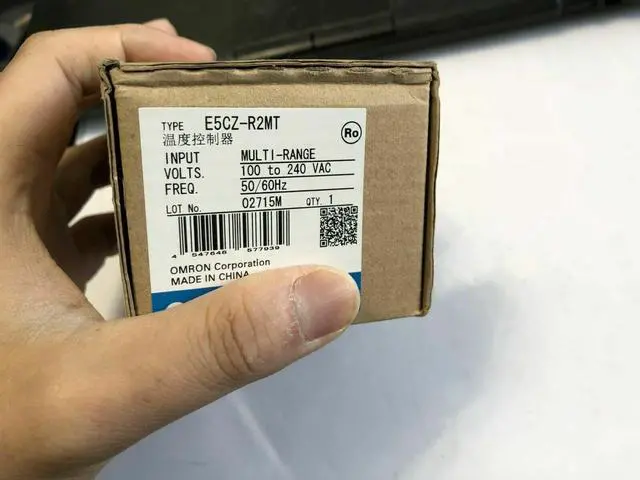 TYPE E5CZ-R2MT
温度控制器
Ro
INPUT MULTI-RANGE
VOLTS. 100 to 240 VAC
FREQ. 50/60Hz
LOT No. 02715M QTY. 1
4 547648 577939
OMRON Corporation
MADE IN CHINA